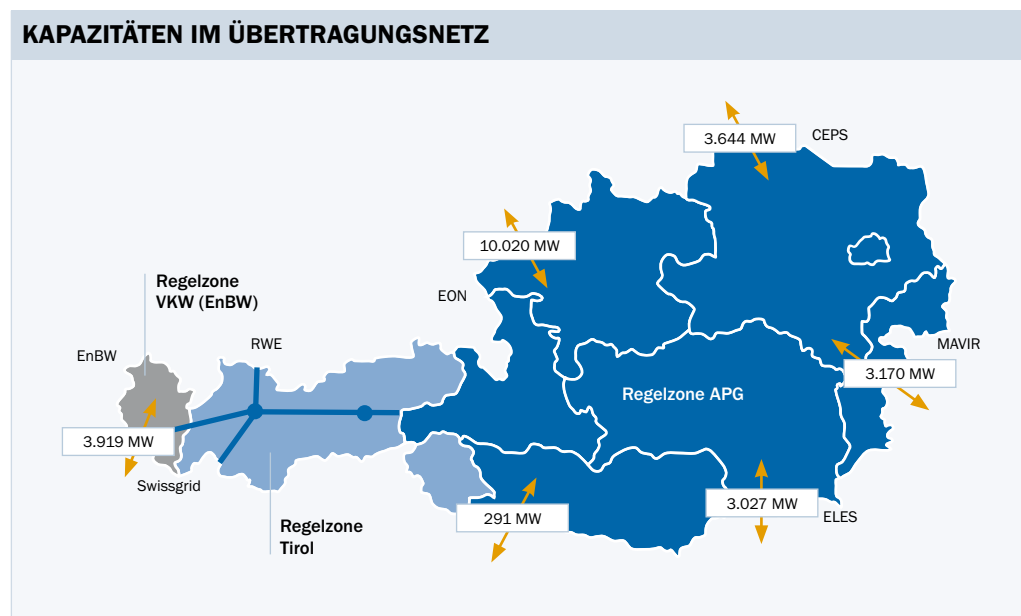 KAPAZITÄTEN IM ÜBERTRAGUNGSNETZ
3.644 MW
CEPS
10.020 MW
EON
Regelzone
VKW (EnBW)
EnBW
RWE
MAVIR
3.170 MW
Regelzone APG
3.919 MW
Swissgrid
291 MW
3.027 MW
ELES
Regelzone
Tirol